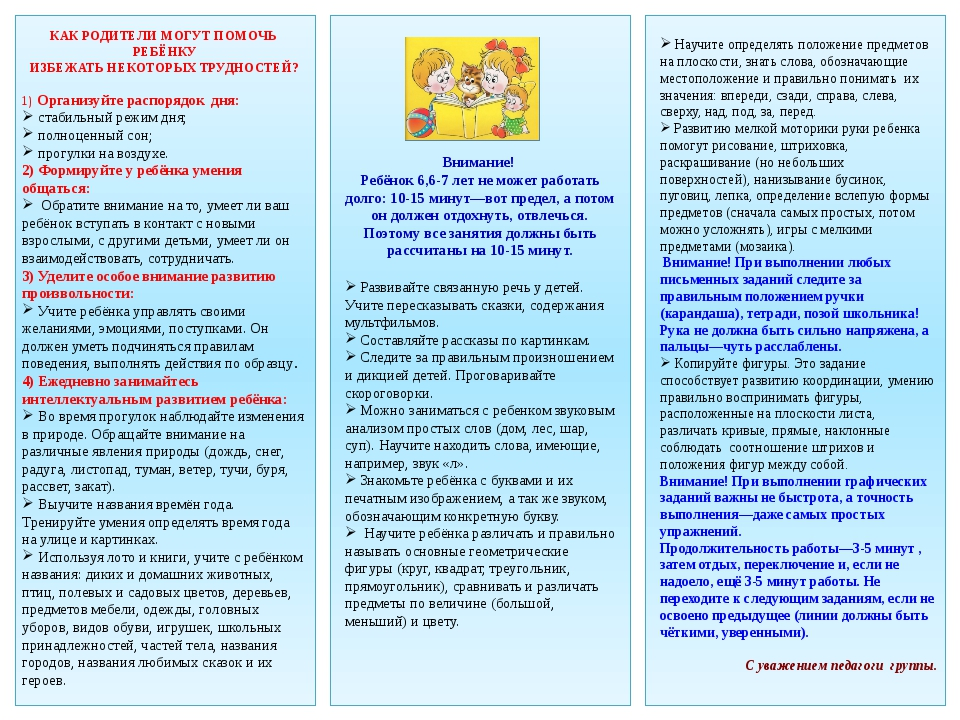 КАК РОДИТЕЛИ МОГУТ ПОМОЧЬ
РЕБЁНКУ
ИЗБЕЖАТЬ НЕКОТОРЫХ ТРУДНОСТЕЙ?
1) Организуйте распорядок дня:
➢ стабильный режим дня;
➢ полноценный сон;
➢ прогулки на воздухе.
2) Формируйте у ребёнка умения
общаться:
➢ Обратите внимание на то, умеет ли ваш
ребёнок вступать в контакт с новыми
взрослыми, с другими детьми, умеет ли он
взаимодействовать, сотрудничать.
3) Уделите особое внимание развитию
произвольности:
➢ Учите ребёнка управлять своими
желаниями, эмоциями, поступками. Он
должен уметь подчиняться правилам
поведения, выполнять действия по образцу.
4) Ежедневно занимайтесь
интеллектуальным развитием ребёнка:
➢ Во время прогулок наблюдайте изменения
в природе. Обращайте внимание на
различные явления природы (дождь, снег,
радуга, листопад, туман, ветер, тучи, буря,
рассвет, закат).
➢ Выучите названия времён года.
Тренируйте умения определять время года
на улице и картинках.
➢ Используя лото и книги, учите с ребёнком
названия: диких и домашних животных,
птиц, полевых и садовых цветов, деревьев,
предметов мебели, одежды, головных
уборов, видов обуви, игрушек, школьных
принадлежностей, частей тела, названия
городов, названия любимых сказок и их
героев.
Внимание!
Ребёнок 6,6-7 лет не может работать
долго: 10-15 минут—вот предел, а потом
он должен отдохнуть, отвлечься.
Поэтому все занятия должны быть
рассчитаны на 10-15 минут.
➢ Развивайте связанную речь у детей.
Учите пересказывать сказки, содержания
мультфильмов.
➢ Составляйте рассказы по картинкам.
➢ Следите за правильным произношением
и дикцией детей. Проговаривайте
скороговорки.
➢ Можно заниматься с ребенком звуковым
анализом простых слов (дом, лес, шар,
суп). Научите находить слова, имеющие,
например, звук «л».
➢ Знакомьте ребёнка с буквами и их
печатным изображением, а так же звуком,
обозначающим конкретную букву.
➢ Научите ребёнка различать и правильно
называть основные геометрические
фигуры (круг, квадрат, треугольник,
прямоугольник), сравнивать и различать
предметы по величине (большой,
меньший) и цвету.
➢ Научите определять положение предметов
на плоскости, знать слова, обозначающие
местоположение и правильно понимать их
значения: впереди, сзади, справа, слева,
сверху, над, под, за, перед.
➢ Развитию мелкой моторики руки ребенка
помогут рисование, штриховка,
раскрашивание (но небольших
поверхностей), нанизывание бусинок,
пуговиц, лепка, определение вслепую формы
предметов (сначала самых простых, потом
можно усложнять), игры с мелкими
предметами (мозаика).
Внимание! При выполнении любых
письменных заданий следите за
правильным положением ручки
(карандаша), тетради, позой школьника!
Рука не должна быть сильно напряжена, а
пальцы—чуть расслаблены.
➢ Копируйте фигуры. Это задание
способствует развитию координации, умению
правильно воспринимать фигуры,
расположенные на плоскости листа,
различать кривые, прямые, наклонные
соблюдать соотношение штрихов и
положения фигур между собой.
Внимание! При выполнении графических
заданий важны не быстрота, а точность
выполнения—даже самых простых
упражнений.
Продолжительность работы—3-5 минут ,
затем отдых, переключение и, если не
надоело, ещё 3-5 минут работы. Не
переходите к следующим заданиям, если не
освоено предыдущее (линии должны быть
чёткими, уверенными).
С уважением педагоги группы.